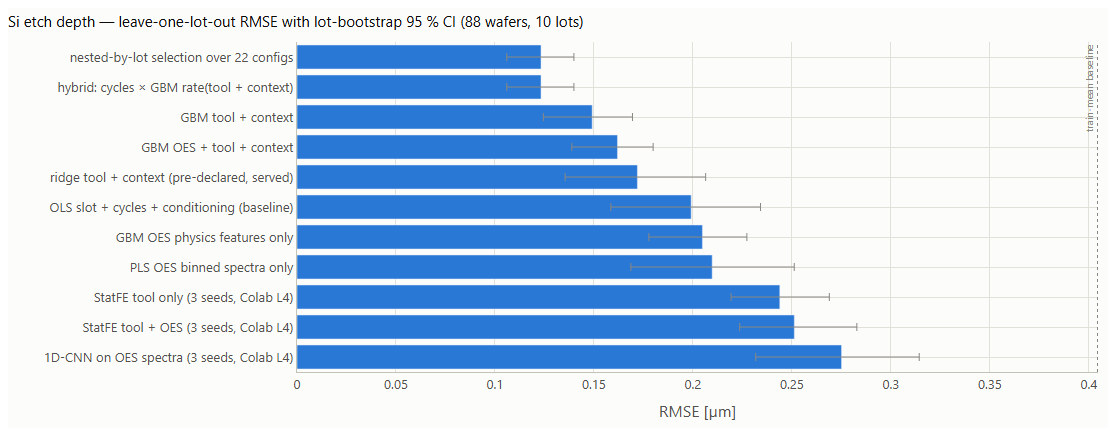 Si etch depth — leave-one-lot-out RMSE with lot-bootstrap 95 % CI (88 wafers, 10 lots)
nested-by-lot selection over 22 configs
hybrid: cycles × GBM rate(tool + context)
GBM tool + context
GBM OES + tool + context
ridge tool + context (pre-declared, served)
OLS slot + cycles + conditioning (baseline)
GBM OES physics features only
PLS OES binned spectra only
StatFE tool only (3 seeds, Colab L4)
StatFE tool + OES (3 seeds, Colab L4)
1D-CNN on OES spectra (3 seeds, Colab L4)
train-mean baseline
0 0.05 0.1 0.15 0.2 0.25 0.3 0.35 0.4
RMSE [µm]